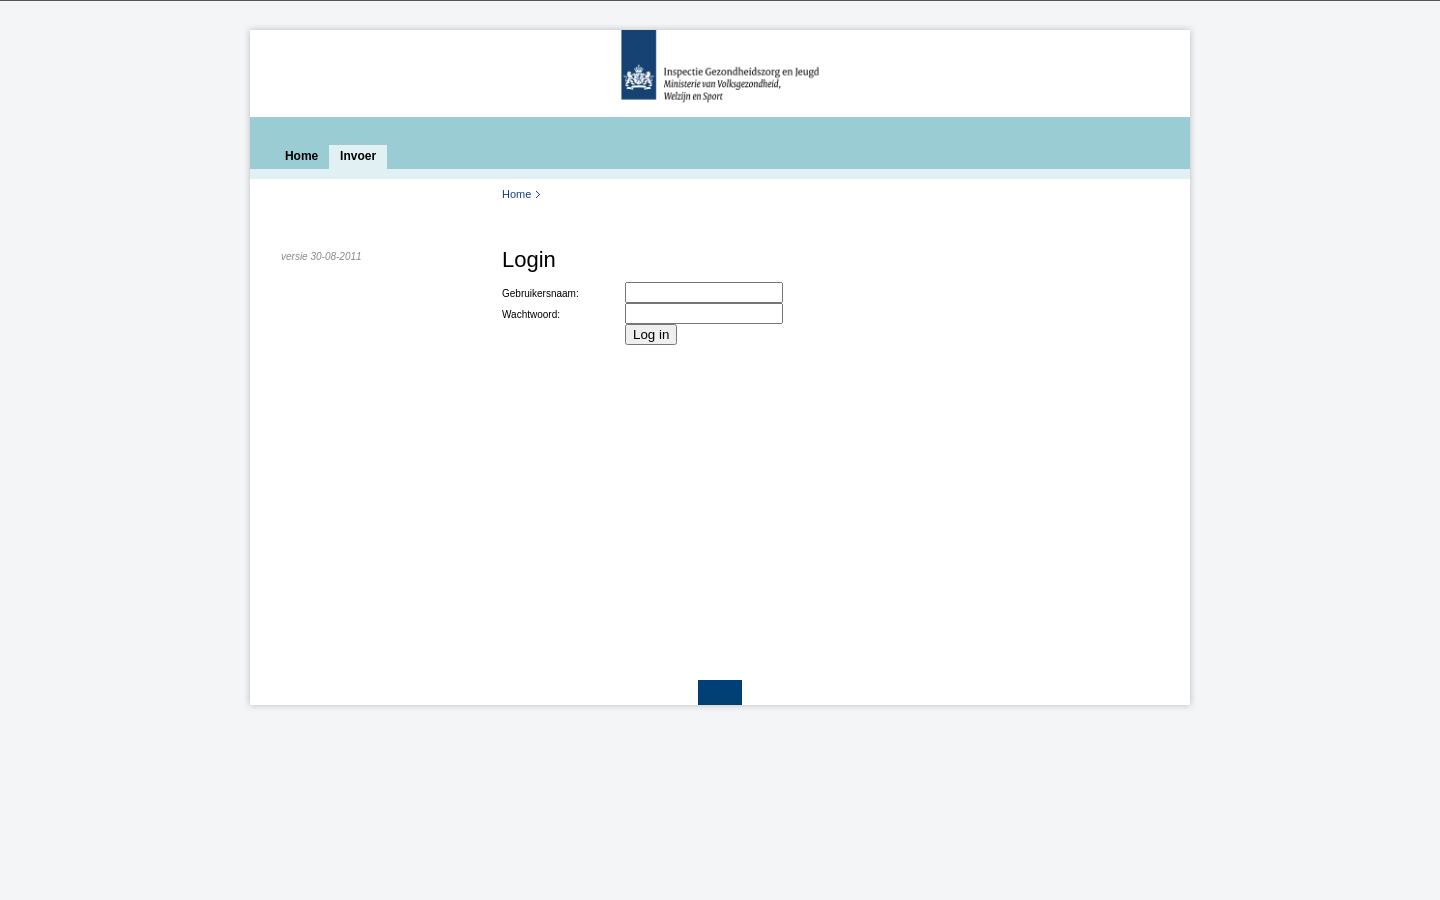 Inspectie Gezondheidszorg en Jeugd
Ministerie van Volksgezondheid,
Welzijn en Sport
Home Invoer
Home
versie 30-08-2011
Login
Gebruikersnaam:
Wachtwoord:
Log in